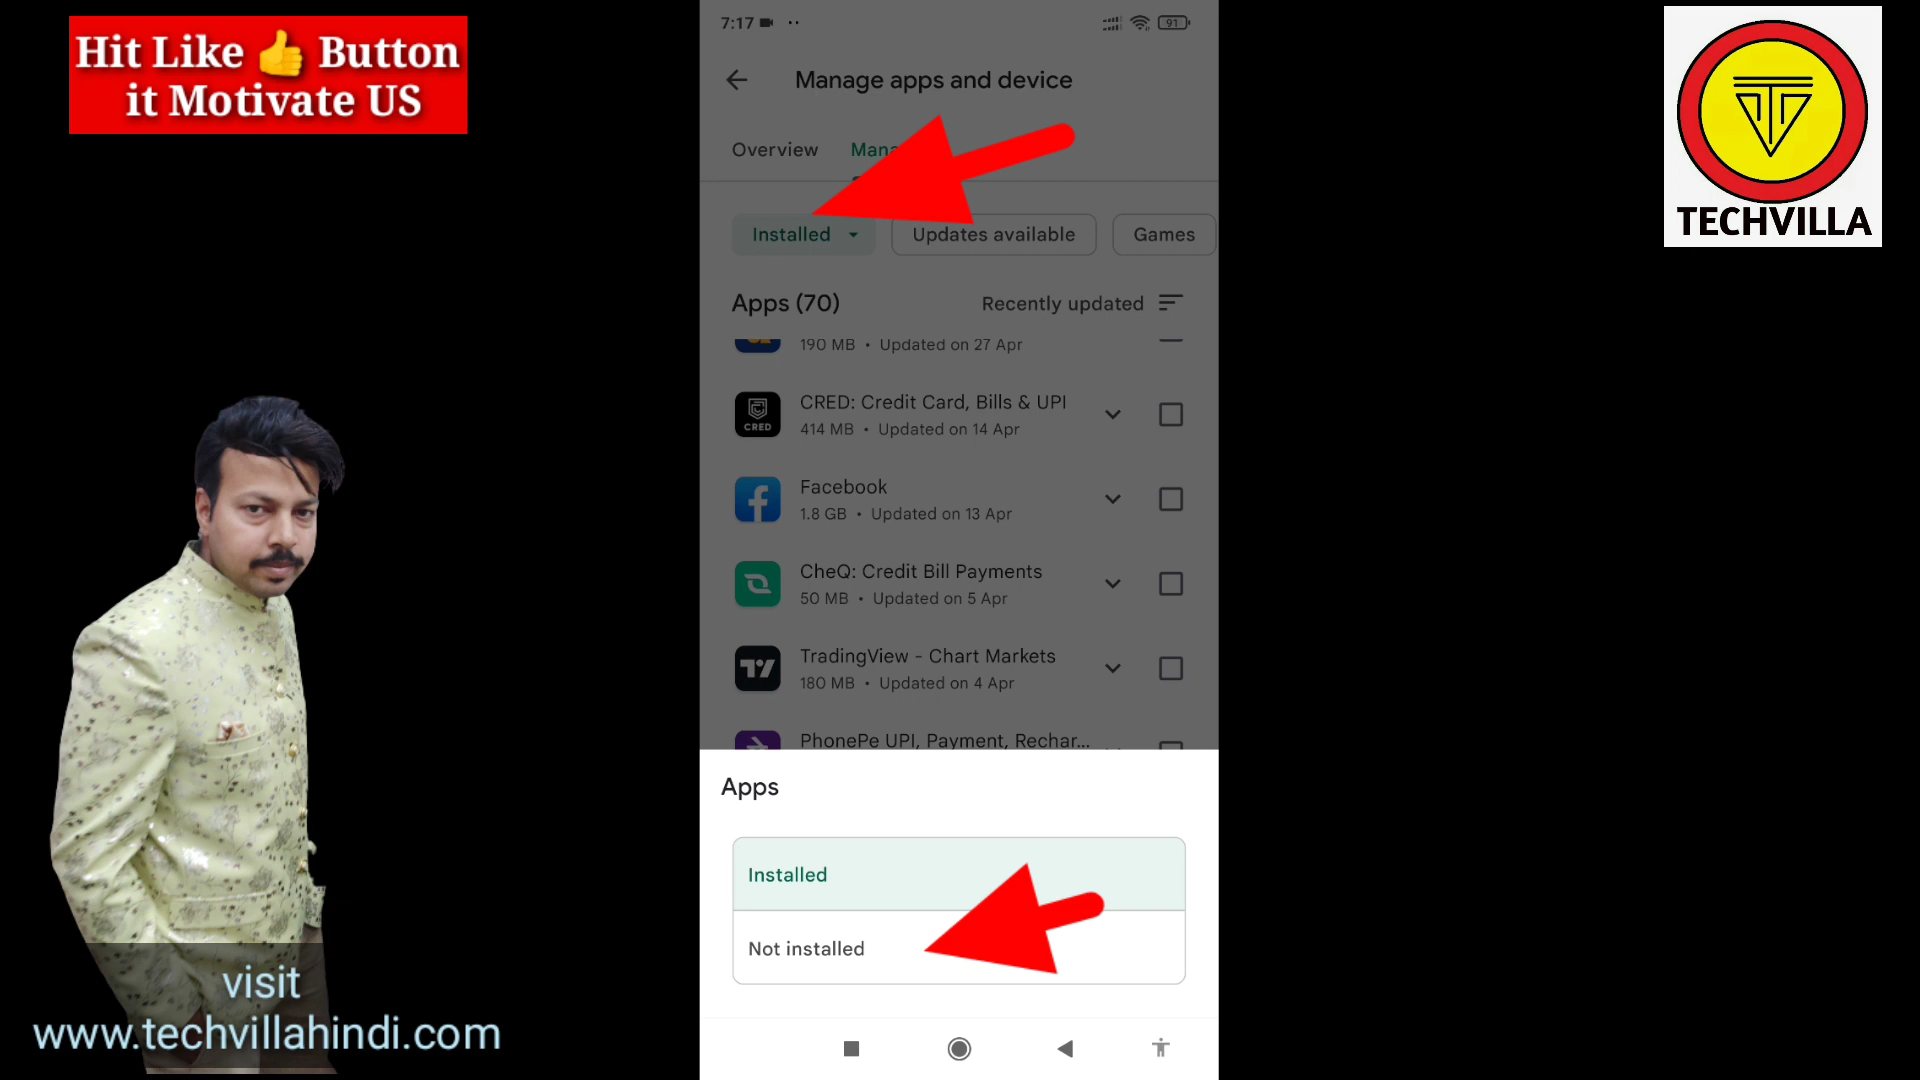 Hit Like 👍 Button
it Motivate US
7:17
91
Manage apps and device
Overview
Installed
Updates available
Games
Apps (70)
Recently updated
190 MB • Updated on 27 Apr
CRED: Credit Card, Bills & UPI
CRED
414 MB • Updated on 14 Apr
Facebook
1.8 GB • Updated on 13 Apr
CheQ: Credit Bill Payments
50 MB • Updated on 5 Apr
TradingView - Chart Markets
180 MB • Updated on 4 Apr
PhonePe UPI, Payment, Rechar...
Apps
Installed
Not installed
TECHVILLA
visit
www.techvillahindi.com